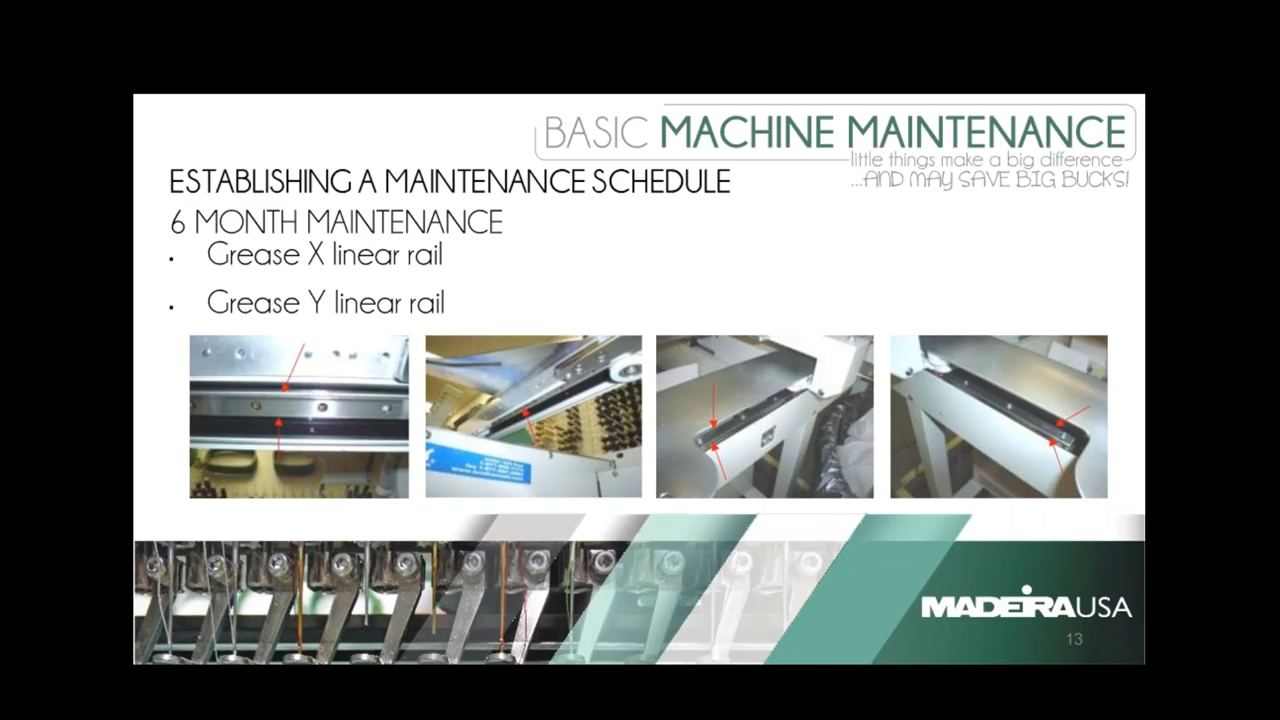 BASIC MACHINE MAINTENANCE
little things make a big difference
...AND MAY SAVE BIG BUCKS!
ESTABLISHING A MAINTENANCE SCHEDULE
6 MONTH MAINTENANCE
• Grease X linear rail
• Grease Y linear rail
MADEIRA USA
13